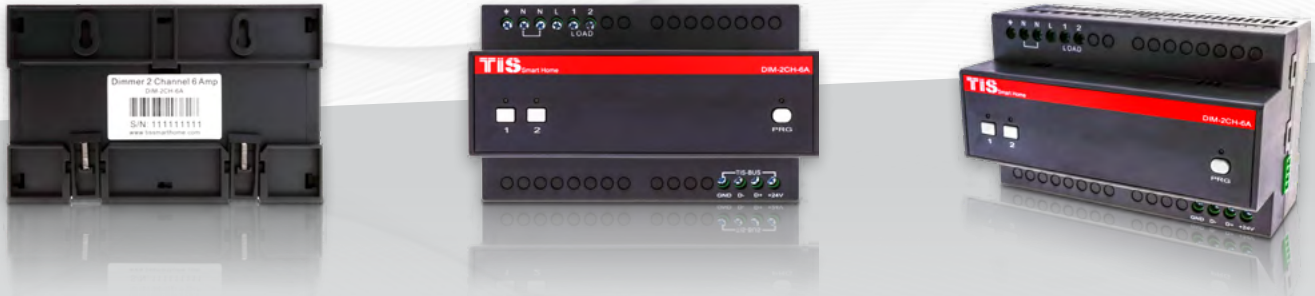 Dimmer 2 Channel 6 Amp
DIM-2CH-6A
S/N: 111111111
www.tissmarthome.com
+ N N L 1 2
LOAD
TIS Smart Home
DIM-2CH-6A
1 2
PRG
TIS-BUS
GND D- D+ +24V
+ N N L 1 2
LOAD
TIS Smart Home
DIM-2CH-6A
1 2
PRG
GND D- D+ +24V